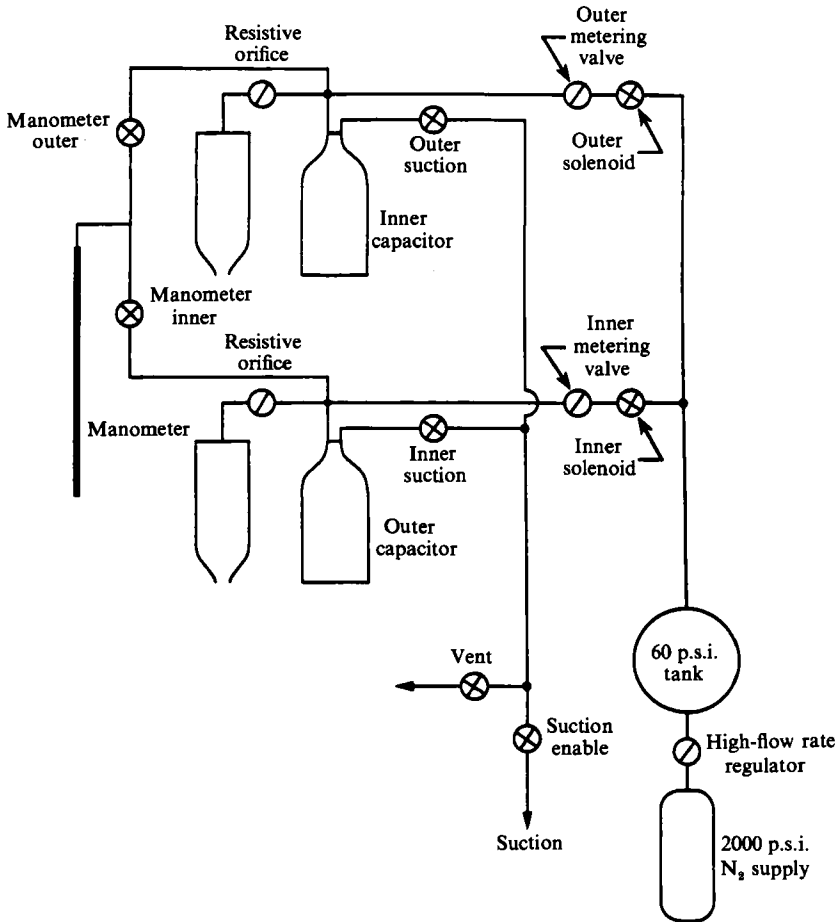 Resistive
orifice
Outer
metering
valve
Manometer
outer
Outer
suction
Outer
solenoid
Inner
capacitor
Manometer
inner
Resistive
orifice
Inner
metering
valve
Manometer
Inner
suction
Inner
solenoid
Outer
capacitor
60 p.s.i.
tank
Vent
Suction
enable
High-flow rate
regulator
Suction
2000 p.s.i.
N₂ supply